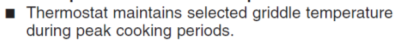 ■ Thermostat maintains selected griddle temperature
during peak cooking periods.